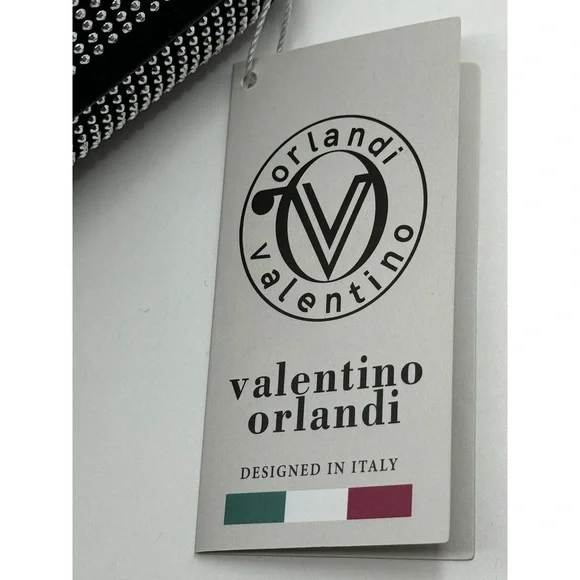 orlandi
valentino
valentino
orlandi
DESIGNED IN ITALY